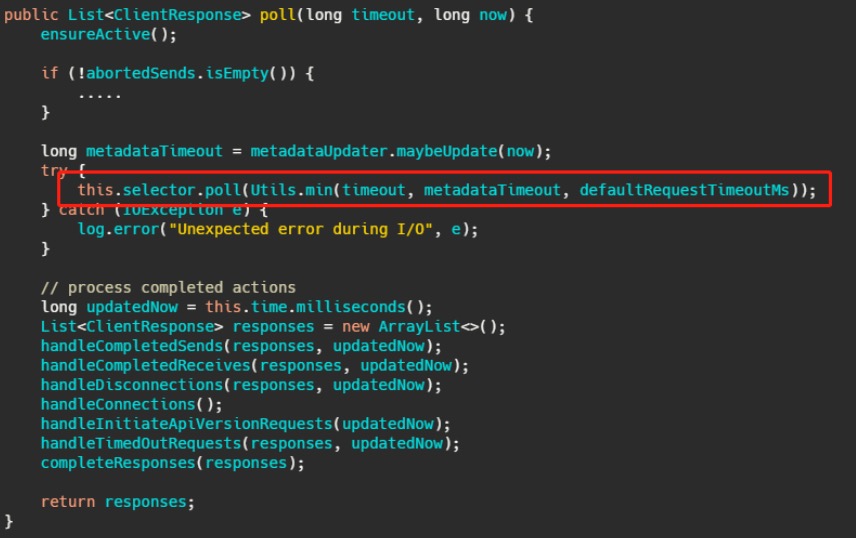 public List<ClientResponse> poll(long timeout, long now) {
    ensureActive();

    if (!abortedSends.isEmpty()) {
        .....
    }

    long metadataTimeout = metadataUpdater.maybeUpdate(now);
    try {
        this.selector.poll(Utils.min(timeout, metadataTimeout, defaultRequestTimeoutMs));
    } catch (IOException e) {
        log.error("Unexpected error during I/O", e);
    }

    // process completed actions
    long updatedNow = this.time.milliseconds();
    List<ClientResponse> responses = new ArrayList<>();
    handleCompletedSends(responses, updatedNow);
    handleCompletedReceives(responses, updatedNow);
    handleDisconnections(responses, updatedNow);
    handleConnections();
    handleInitiateApiVersionRequests(updatedNow);
    handleTimedOutRequests(responses, updatedNow);
    completeResponses(responses);

    return responses;
}